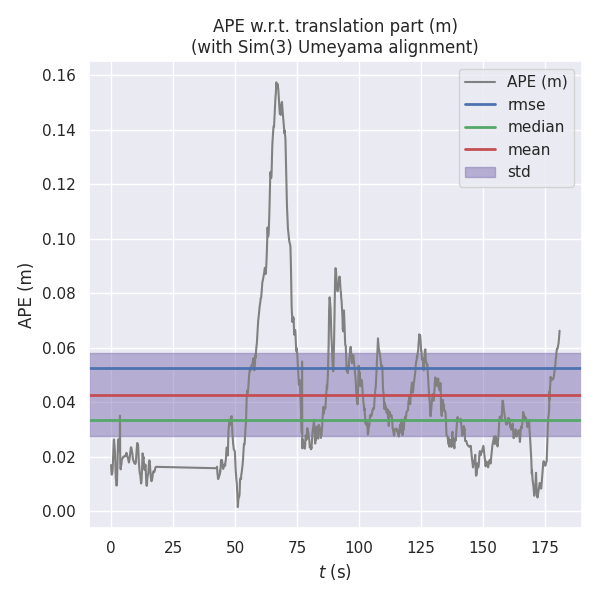 APE w.r.t. translation part (m)
(with Sim(3) Umeyama alignment)
APE (m)
rmse
median
mean
std
APE (m)
0.16
0.14
0.12
0.10
0.08
0.06
0.04
0.02
0.00
0 25 50 75 100 125 150 175
t (s)